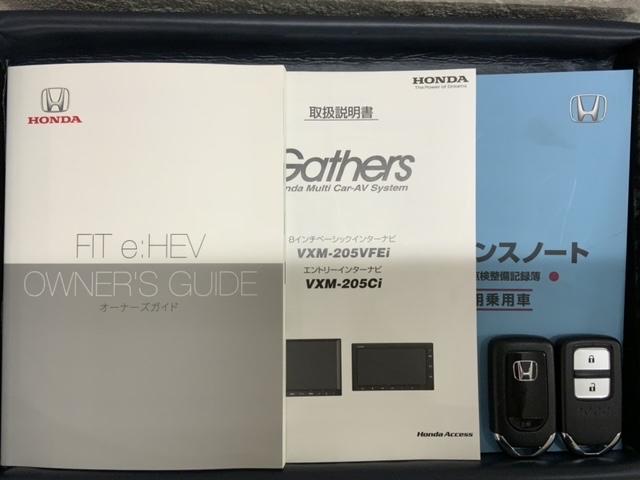 HONDA
FIT e:HEV
OWNER'S GUIDE
オーナーズガイド
HONDA
The Power of Dreams
取扱説明書
Gathers
nda Multi Car-AV System
8インチベーシックインターナビ
VXM-205VFEi
エントリーインターナビ
VXM-205Ci
Honda Access
ンスノート
点検整備記録簿
用乗用車